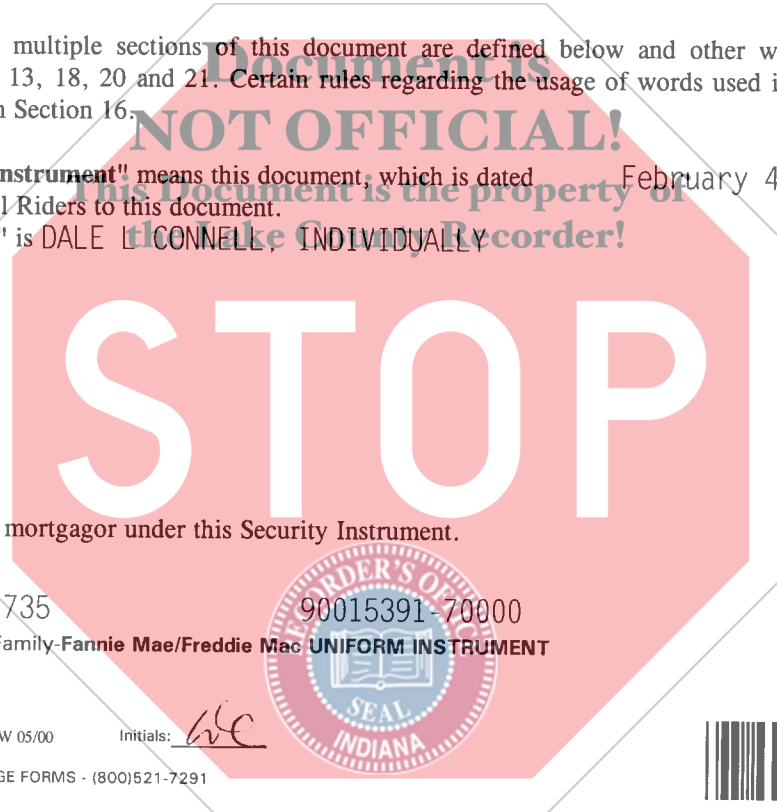 multiple sections of this document are defined below and other w
13, 18, 20 and 21. Certain rules regarding the usage of words used i
n Section 16.
Document is
NOT OFFICIAL!
This Document is the property of
the Lake County Recorder!
nstrument" means this document, which is dated February 4
l Riders to this document.
" is DALE L CONNELL, INDIVIDUALLY
STOP
mortgagor under this Security Instrument.
735 90015391-70000
Family-Fannie Mae/Freddie Mac UNIFORM INSTRUMENT
RECORDER'S OFFICE
SEAL
INDIANA
W 05/00 Initials:
GE FORMS - (800)521-7291